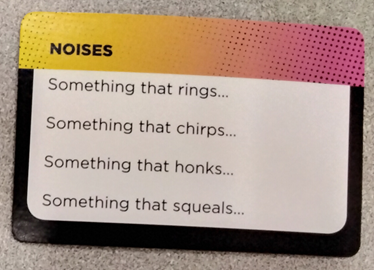 NOISES
Something that rings...
Something that chirps...
Something that honks...
Something that squeals...